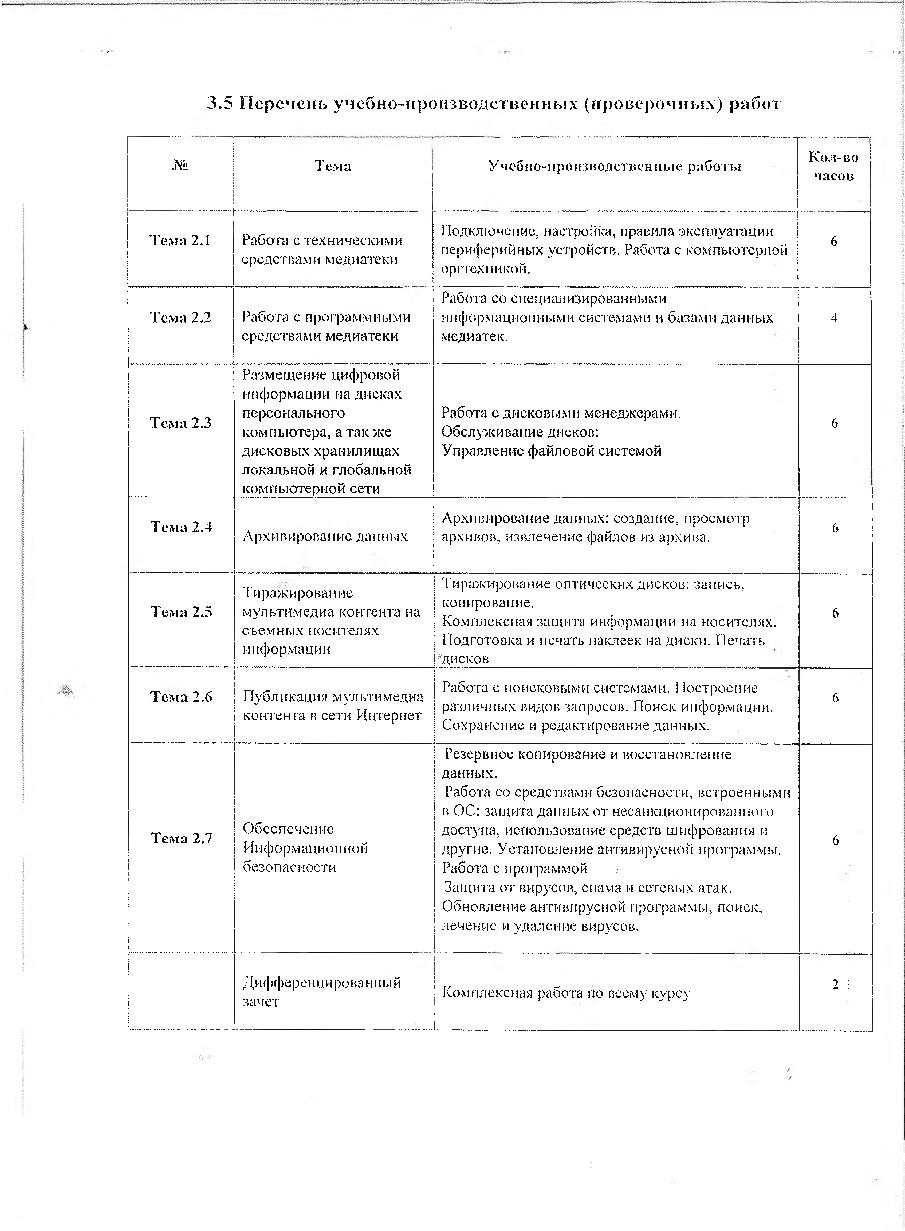 3.5 Перечень учебно-производственных (проверочных) работ
№
Тема
Учебно-производственные работы
Кол-во
часов
Тема 2.1
Работа с техническими
средствами медиатеки
Подключение, настройка, правила эксплуатации
периферийных устройств. Работа с компьютерной
оргтехникой.
6
Тема 2.2
Работа с программными
средствами медиатеки
Работа со специализированными
информационными системами и базами данных
медиатек.
4
Тема 2.3
Размещение цифровой
информации на дисках
персонального
компьютера, а так же
дисковых хранилищах
локальной и глобальной
компьютерной сети
Работа с дисковыми менеджерами.
Обслуживание дисков:
Управление файловой системой
6
Тема 2.4
Архивирование данных
Архивирование данных: создание, просмотр
архивов, извлечение файлов из архива.
6
Тема 2.5
Тиражирование
мультимедиа контента на
съемных носителях
информации
Тиражирование оптических дисков: запись,
копирование.
Комплексная защита информации на носителях.
Подготовка и печать наклеек на диски. Печать
дисков
6
Тема 2.6
Публикация мультимедиа
контента в сети Интернет
Работа с поисковыми системами. Построение
различных видов запросов. Поиск информации.
Сохранение и редактирование данных.
6
Тема 2.7
Обеспечение
Информационной
безопасности
Резервное копирование и восстановление
данных.
Работа со средствами безопасности, встроенными
в ОС: защита данных от несанкционированного
доступа, использование средств шифрования и
другие. Установление антивирусной программы.
Работа с программой
Защита от вирусов, спама и сетевых атак.
Обновление антивирусной программы, поиск,
лечение и удаление вирусов.
6
Дифференцированный
зачет
Комплексная работа по всему курсу
2